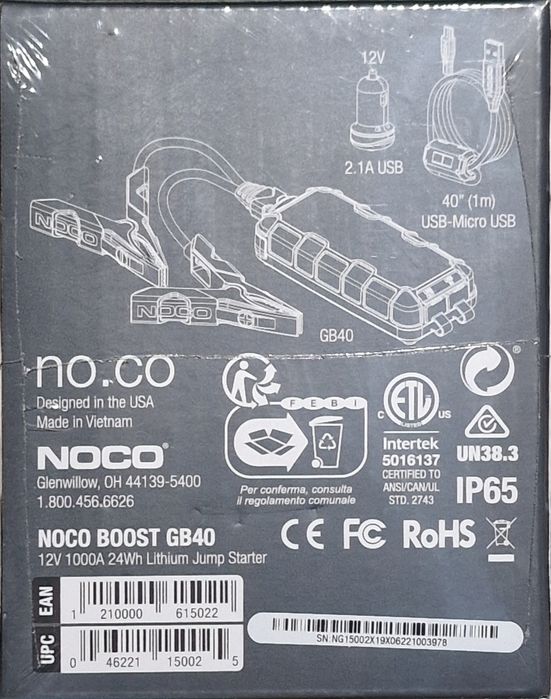 12V
2.1A USB
40" (1m)
USB-Micro USB
NOCO
NOCO
GB40
no.co
Designed in the USA
Made in Vietnam
NOCO®
Glenwillow, OH 44139-5400
1.800.456.6626
F E B I
Per conferma, consulta
il regolamento comunale
C ETL US
LISTED
Intertek
5016137
CERTIFIED TO
ANSI/CAN/UL
STD. 2743
®
UN38.3
IP65
NOCO BOOST GB40
12V 1000A 24Wh Lithium Jump Starter
CE FC RoHS
EAN
1 210000 615022
UPC
0 46221 15002 5
SN:NG15002X19X06221003978